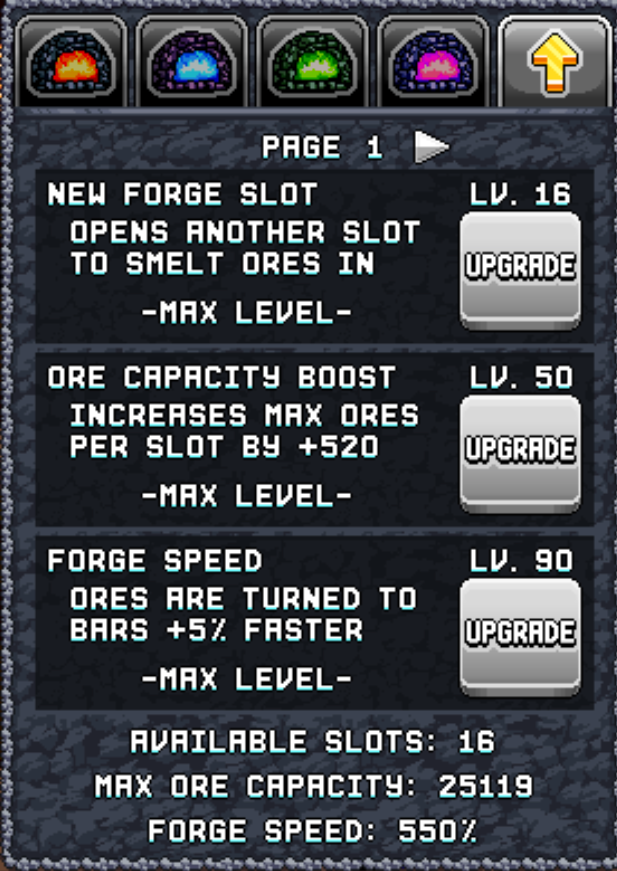 PAGE 1
NEW FORGE SLOT LV. 16
OPENS ANOTHER SLOT
TO SMELT ORES IN
UPGRADE
-MAX LEVEL-
ORE CAPACITY BOOST LV. 50
INCREASES MAX ORES
PER SLOT BY +520
UPGRADE
-MAX LEVEL-
FORGE SPEED LV. 90
ORES ARE TURNED TO
BARS +5% FASTER
UPGRADE
-MAX LEVEL-
AVAILABLE SLOTS: 16
MAX ORE CAPACITY: 25119
FORGE SPEED: 550%